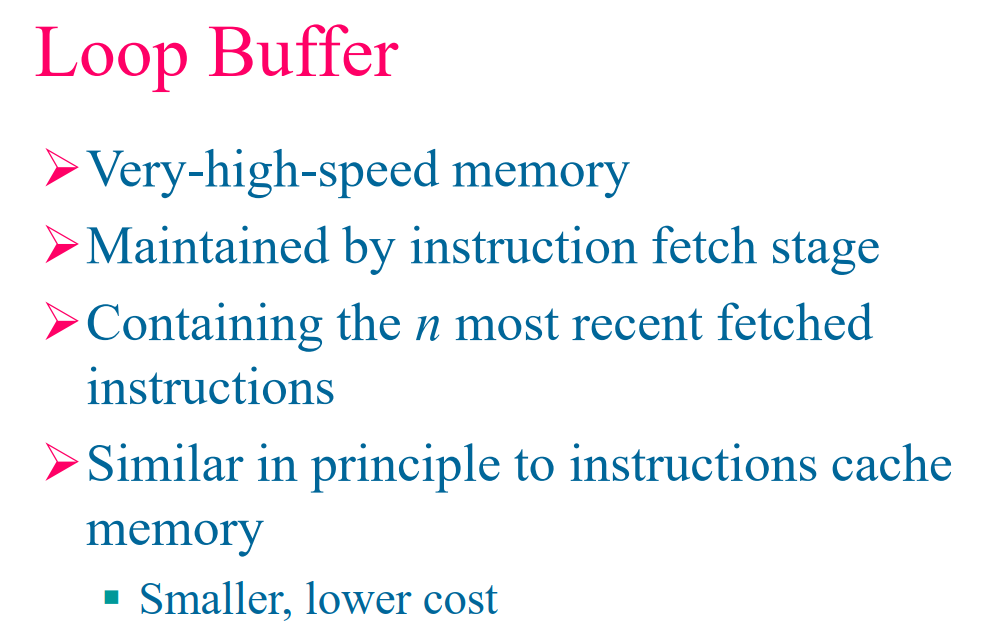 Loop Buffer
Very-high-speed memory
Maintained by instruction fetch stage
Containing the n most recent fetched
instructions
Similar in principle to instructions cache
memory
Smaller, lower cost